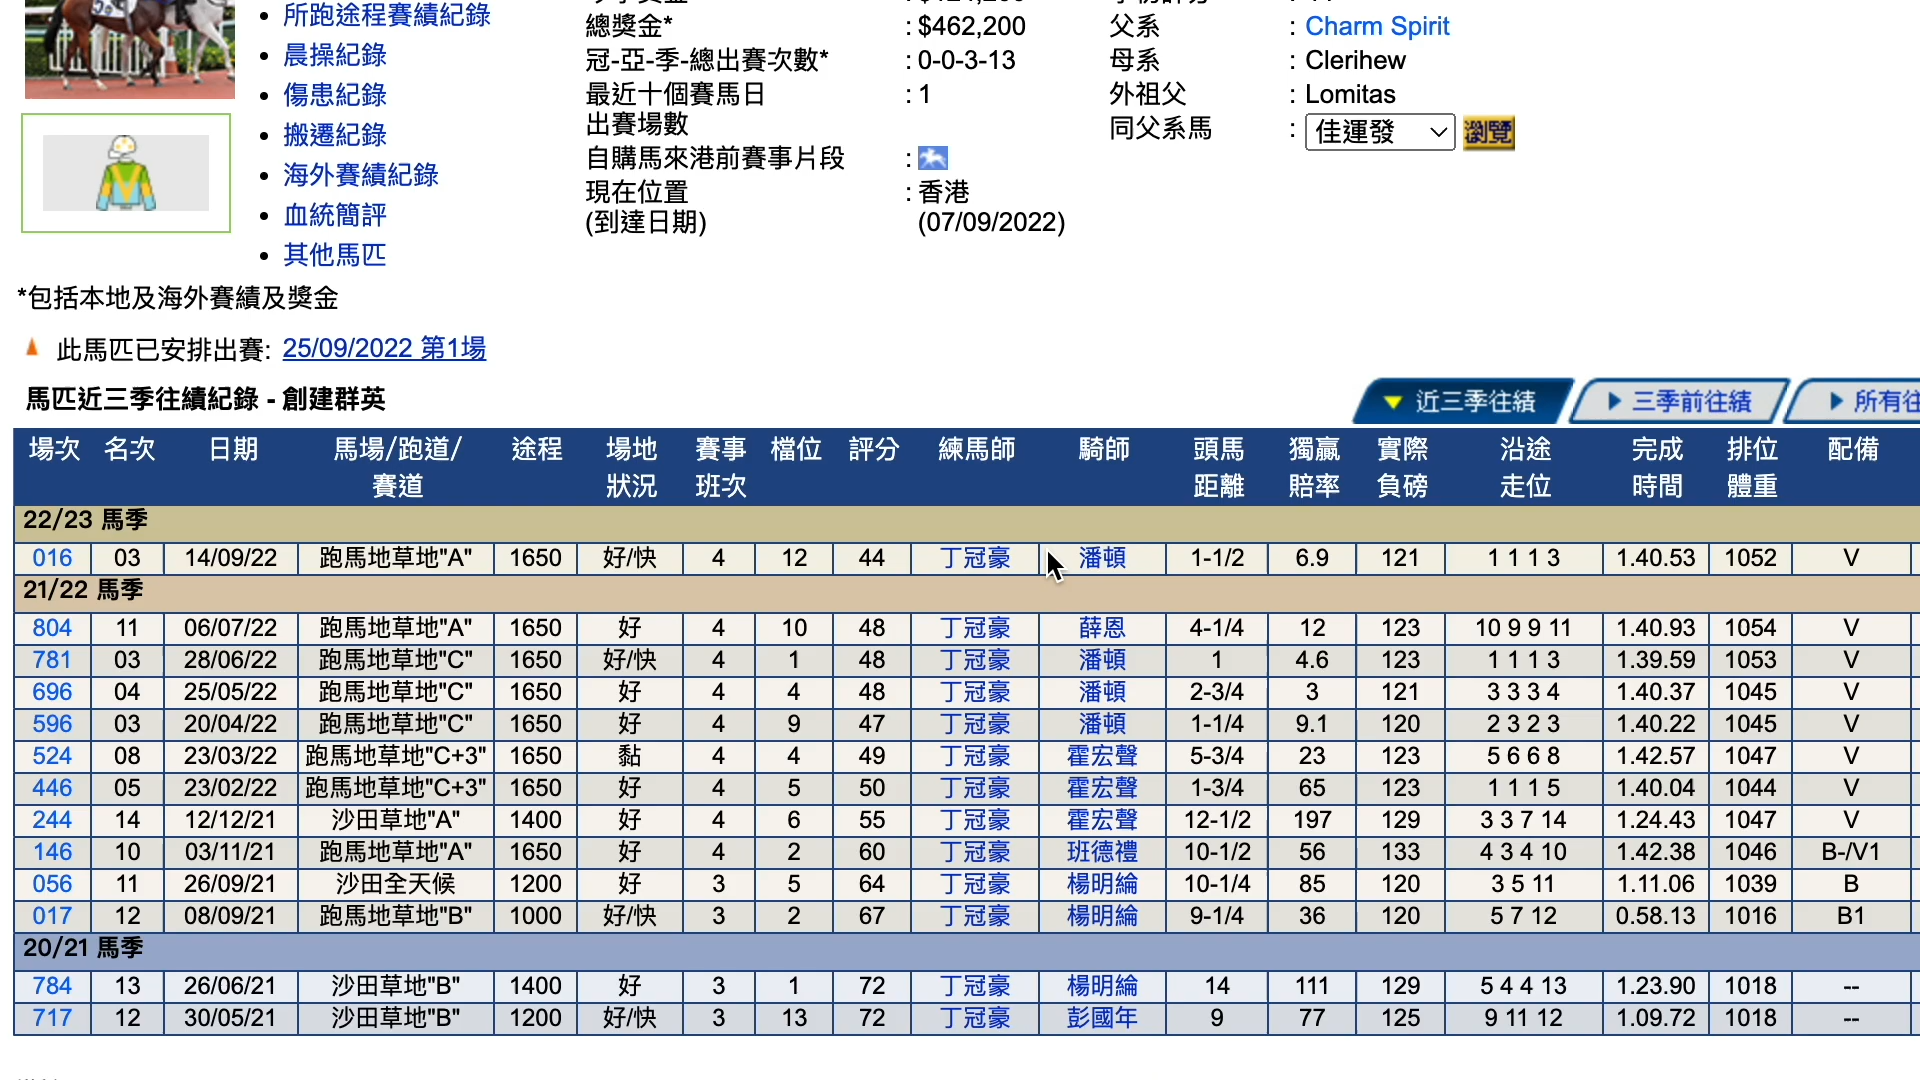 所跑途程賽績紀錄
晨操紀錄
傷患紀錄
搬遷紀錄
海外賽績紀錄
血統簡評
其他馬匹
總獎金* : $462,200
冠-亞-季-總出賽次數* : 0-0-3-13
最近十個賽馬日 : 1
出賽場數
自購馬來港前賽事片段 :
現在位置 : 香港
(到達日期) (07/09/2022)
父系 : Charm Spirit
母系 : Clerihew
外祖父 : Lomitas
同父系馬 : 佳運發 瀏覽
*包括本地及海外賽績及獎金
此馬匹已安排出賽: 25/09/2022 第1場
馬匹近三季往績紀錄 - 創建群英
近三季往績 三季前往績 所有往
場次 名次 日期 馬場/跑道/ 途程 場地 賽事 檔位 評分 練馬師 騎師 頭馬 獨贏 實際 沿途 完成 排位 配備
賽道 狀況 班次 距離 賠率 負磅 走位 時間 體重
22/23 馬季
016 03 14/09/22 跑馬地草地"A" 1650 好/快 4 12 44 丁冠豪 潘頓 1-1/2 6.9 121 1 1 1 3 1.40.53 1052 V
21/22 馬季
804 11 06/07/22 跑馬地草地"A" 1650 好 4 10 48 丁冠豪 薛恩 4-1/4 12 123 10 9 9 11 1.40.93 1054 V
781 03 28/06/22 跑馬地草地"C" 1650 好/快 4 1 48 丁冠豪 潘頓 1 4.6 123 1 1 1 3 1.39.59 1053 V
696 04 25/05/22 跑馬地草地"C" 1650 好 4 4 48 丁冠豪 潘頓 2-3/4 3 121 3 3 3 4 1.40.37 1045 V
596 03 20/04/22 跑馬地草地"C" 1650 好 4 9 47 丁冠豪 潘頓 1-1/4 9.1 120 2 3 2 3 1.40.22 1045 V
524 08 23/03/22 跑馬地草地"C+3" 1650 黏 4 4 49 丁冠豪 霍宏聲 5-3/4 23 123 5 6 6 8 1.42.57 1047 V
446 05 23/02/22 跑馬地草地"C+3" 1650 好 4 5 50 丁冠豪 霍宏聲 1-3/4 65 123 1 1 1 5 1.40.04 1044 V
244 14 12/12/21 沙田草地"A" 1400 好 4 6 55 丁冠豪 霍宏聲 12-1/2 197 129 3 3 7 14 1.24.43 1047 V
146 10 03/11/21 跑馬地草地"A" 1650 好 4 2 60 丁冠豪 班德禮 10-1/2 56 133 4 3 4 10 1.42.38 1046 B-/V1
056 11 26/09/21 沙田全天候 1200 好 3 5 64 丁冠豪 楊明綸 10-1/4 85 120 3 5 11 1.11.06 1039 B
017 12 08/09/21 跑馬地草地"B" 1000 好/快 3 2 67 丁冠豪 楊明綸 9-1/4 36 120 5 7 12 0.58.13 1016 B1
20/21 馬季
784 13 26/06/21 沙田草地"B" 1400 好 3 1 72 丁冠豪 楊明綸 14 111 129 5 4 4 13 1.23.90 1018 --
717 12 30/05/21 沙田草地"B" 1200 好/快 3 13 72 丁冠豪 彭國年 9 77 125 9 11 12 1.09.72 1018 --